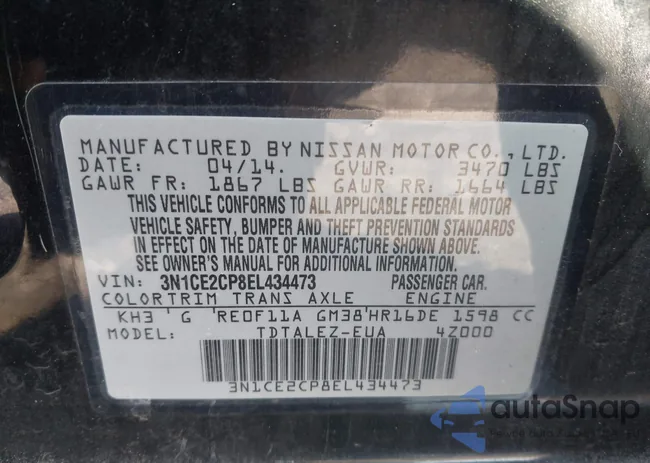 MANUFACTURED BY NISSAN MOTOR CO., LTD.
DATE: 04/14. GVWR: 3470 LBS
GAWR FR: 1867 LBS GAWR RR: 1664 LBS
THIS VEHICLE CONFORMS TO ALL APPLICABLE FEDERAL MOTOR
VEHICLE SAFETY, BUMPER AND THEFT PREVENTION STANDARDS
IN EFFECT ON THE DATE OF MANUFACTURE SHOWN ABOVE.
SEE OWNER'S MANUAL FOR ADDITIONAL INFORMATION.
VIN: 3N1CE2CP8EL434473 PASSENGER CAR.
COLOR TRIM TRANS AXLE ENGINE
KH3 ' G 'RE0F11A GM38'HR16DE 1598 CC
MODEL: TDTALEZ-EUA 4Z000
3N1CE2CP8EL434473
autoSnap